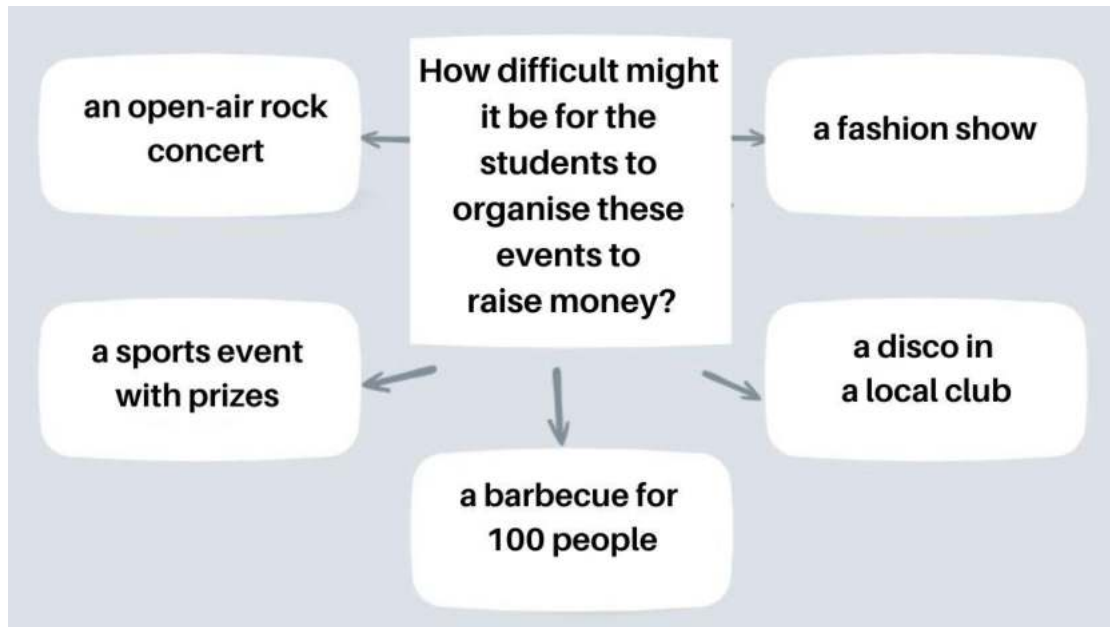 How difficult might
it be for the
students to
organise these
events to
raise money?
an open-air rock
concert
a fashion show
a sports event
with prizes
a disco in
a local club
a barbecue for
100 people